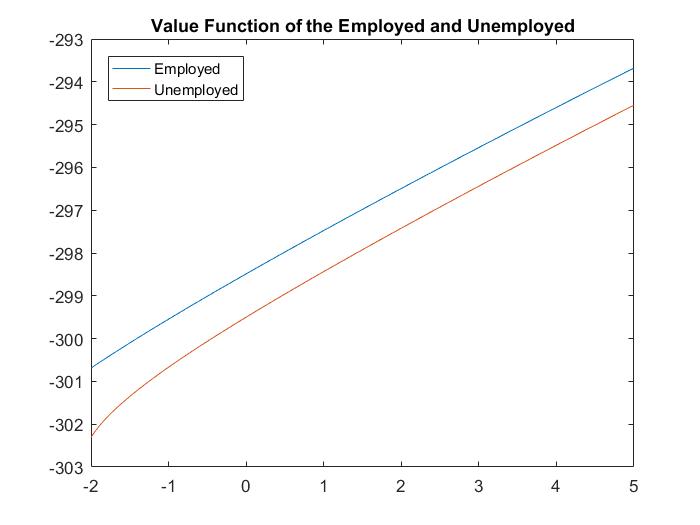 Value Function of the Employed and Unemployed
-293
-294
-295
-296
-297
-298
-299
-300
-301
-302
-303
Employed
Unemployed
-2 -1 0 1 2 3 4 5